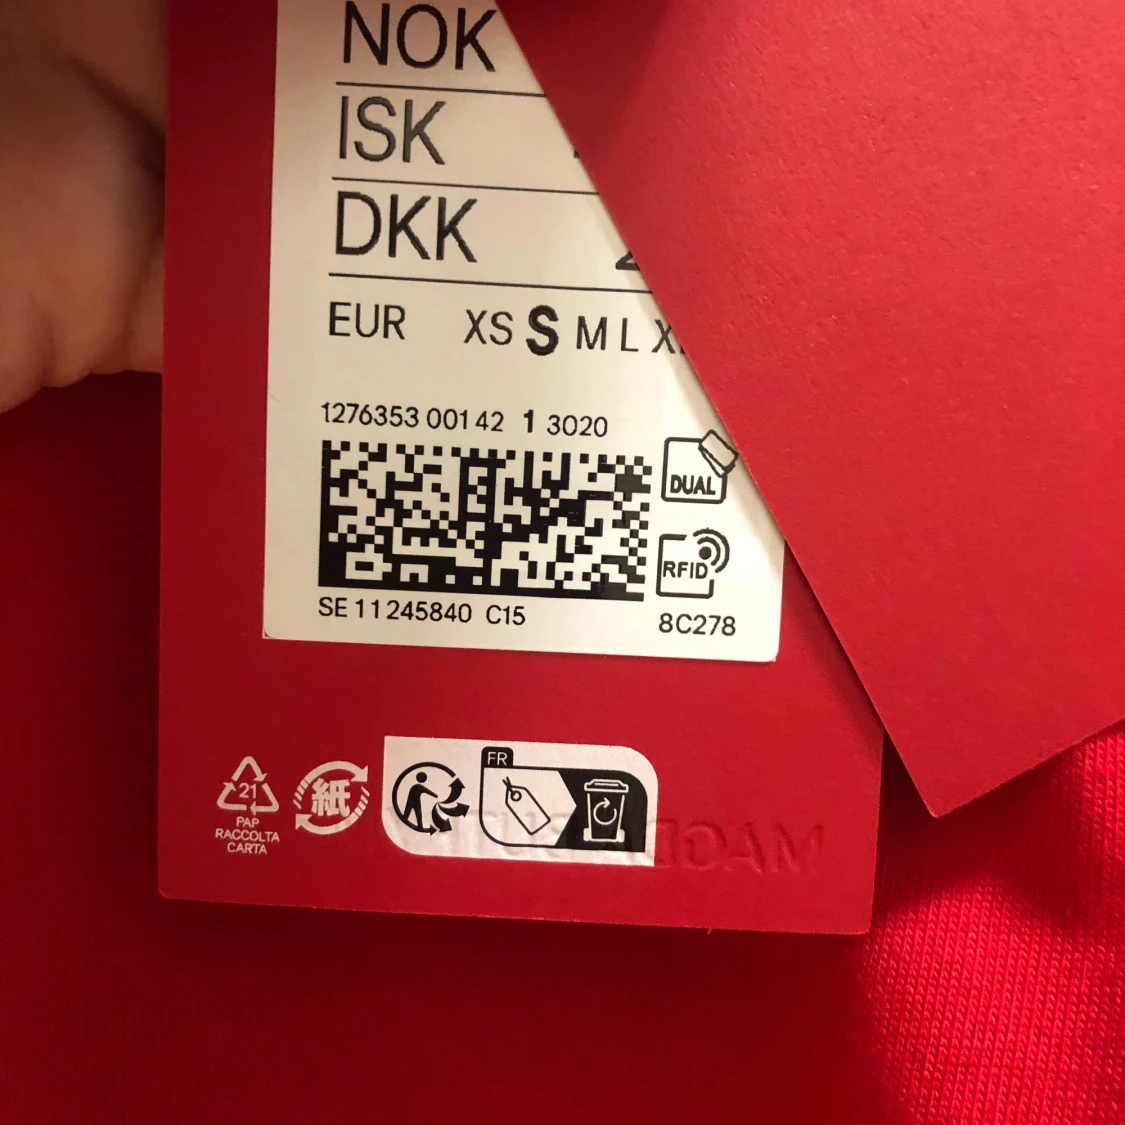 NOK
ISK
DKK
EUR XS S M L
1276353 001 42 1 3020
DUAL
RFID
SE 11245840 C15
8C278
FR
21
PAP
RACCOLTA
CARTA
紙